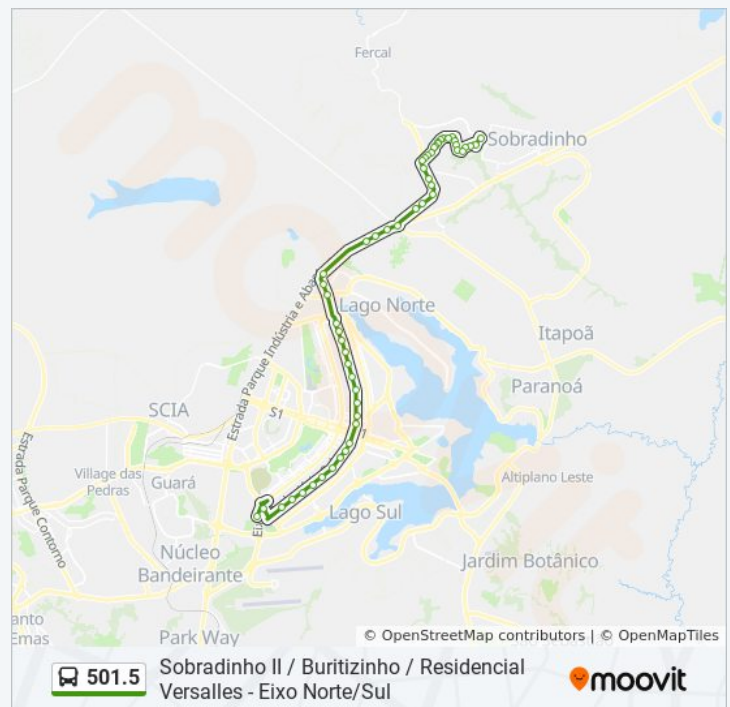 Fercal
Sobradinho
Estrada Parque Indústria e Abas
Lago Norte
Itapoã
Paranoá
SCIA
S1
Estrada Parque Contorno
Village das
Pedras
Guará
Altiplano Leste
Lago Sul
Núcleo
Bandeirante
Jardim Botânico
anto
Emas
Park Way
© OpenStreetMap contributors | © OpenMapTiles
501.5
Sobradinho II / Buritizinho / Residencial
Versalles - Eixo Norte/Sul
moovit